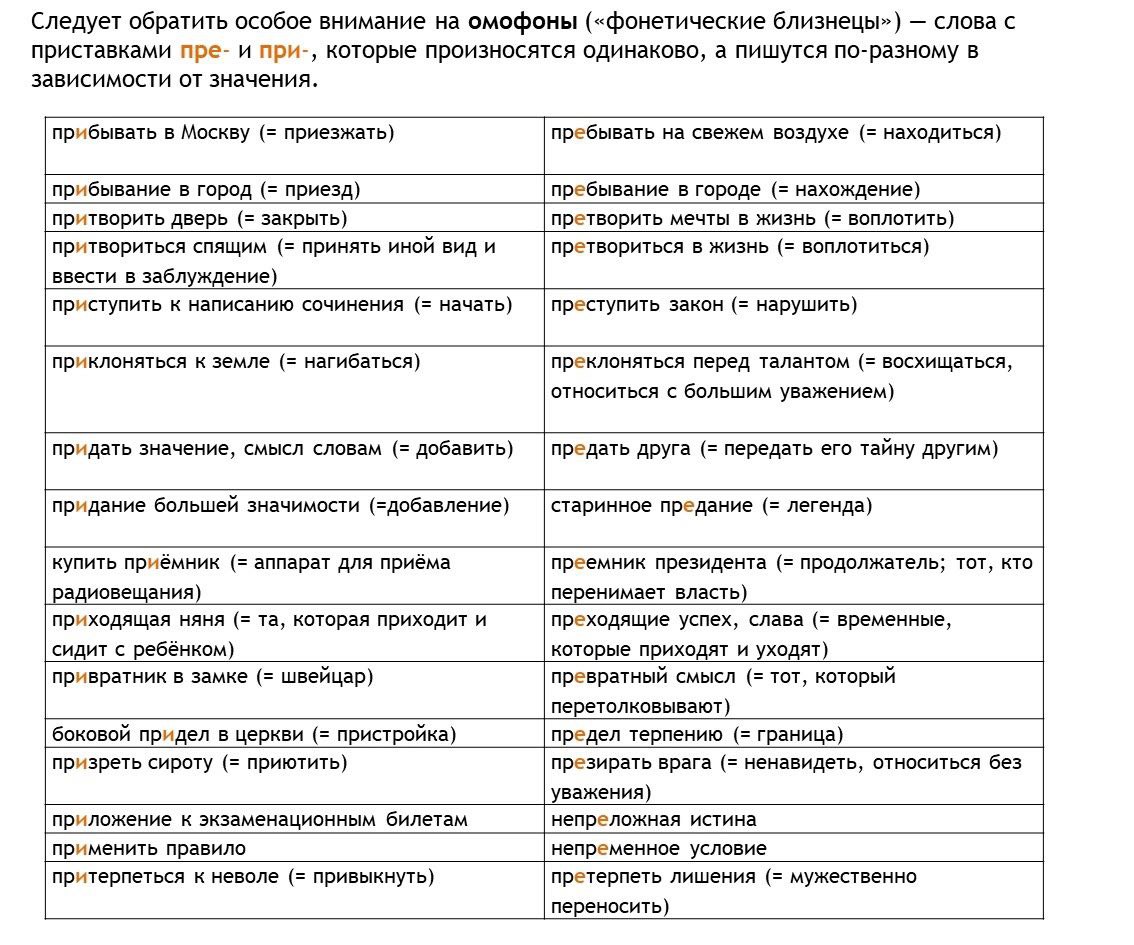 Следует обратить особое внимание на омофоны («фонетические близнецы») — слова с
приставками пре- и при-, которые произносятся одинаково, а пишутся по-разному в
зависимости от значения.
прибывать в Москву (= приезжать)
пребывать на свежем воздухе (= находиться)
прибывание в город (= приезд)
пребывание в городе (= нахождение)
притворить дверь (= закрыть)
претворить мечты в жизнь (= воплотить)
притвориться спящим (= принять иной вид и
ввести в заблуждение)
претвориться в жизнь (= воплотиться)
приступить к написанию сочинения (= начать)
преступить закон (= нарушить)
приклоняться к земле (= нагибаться)
преклоняться перед талантом (= восхищаться,
относиться с большим уважением)
придать значение, смысл словам (= добавить)
предать друга (= передать его тайну другим)
придание большей значимости (=добавление)
старинное предание (= легенда)
купить приёмник (= аппарат для приёма
радиовещания)
преемник президента (= продолжатель; тот, кто
перенимает власть)
приходящая няня (= та, которая приходит и
сидит с ребёнком)
преходящие успех, слава (= временные,
которые приходят и уходят)
привратник в замке (= швейцар)
превратный смысл (= тот, который
перетолковывают)
боковой придел в церкви (= пристройка)
предел терпению (= граница)
призреть сироту (= приютить)
презирать врага (= ненавидеть, относиться без
уважения)
приложение к экзаменационным билетам
непреложная истина
применить правило
непременное условие
притерпеться к неволе (= привыкнуть)
претерпеть лишения (= мужественно
переносить)